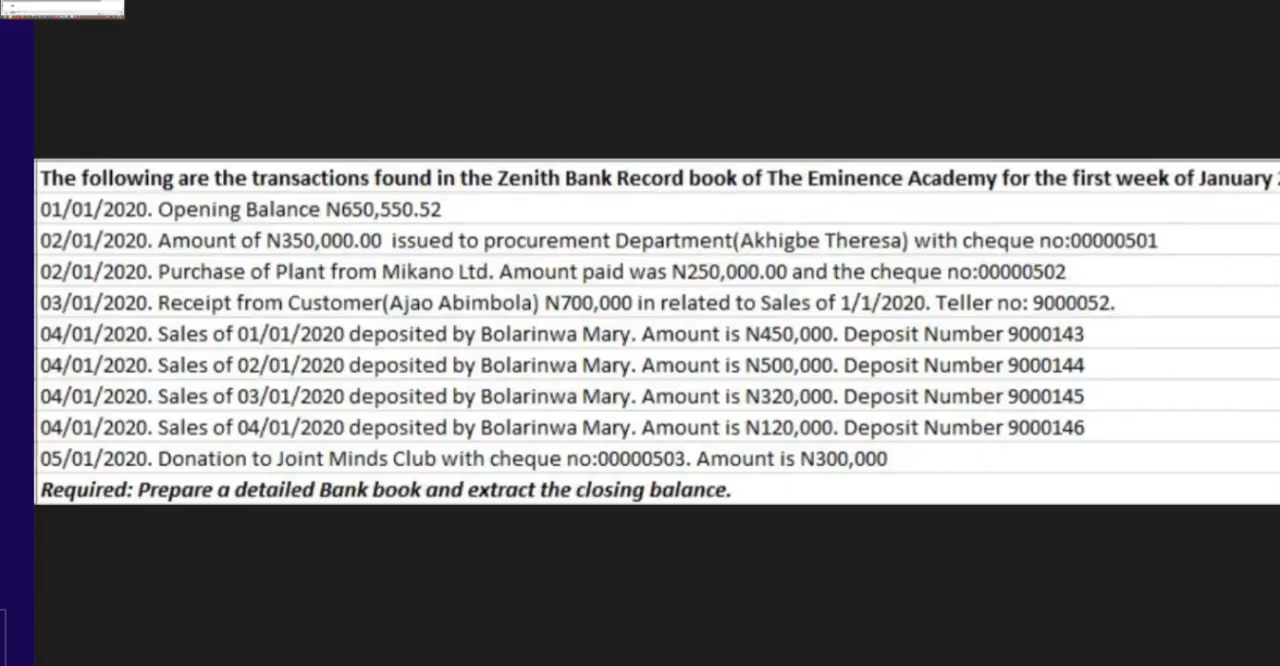 The following are the transactions found in the Zenith Bank Record book of The Eminence Academy for the first week of January
01/01/2020. Opening Balance N650,550.52
02/01/2020. Amount of N350,000.00 issued to procurement Department(Akhigbe Theresa) with cheque no:00000501
02/01/2020. Purchase of Plant from Mikano Ltd. Amount paid was N250,000.00 and the cheque no:00000502
03/01/2020. Receipt from Customer(Ajao Abimbola) N700,000 in related to Sales of 1/1/2020. Teller no: 9000052.
04/01/2020. Sales of 01/01/2020 deposited by Bolarinwa Mary. Amount is N450,000. Deposit Number 9000143
04/01/2020. Sales of 02/01/2020 deposited by Bolarinwa Mary. Amount is N500,000. Deposit Number 9000144
04/01/2020. Sales of 03/01/2020 deposited by Bolarinwa Mary. Amount is N320,000. Deposit Number 9000145
04/01/2020. Sales of 04/01/2020 deposited by Bolarinwa Mary. Amount is N120,000. Deposit Number 9000146
05/01/2020. Donation to Joint Minds Club with cheque no:00000503. Amount is N300,000
Required: Prepare a detailed Bank book and extract the closing balance.